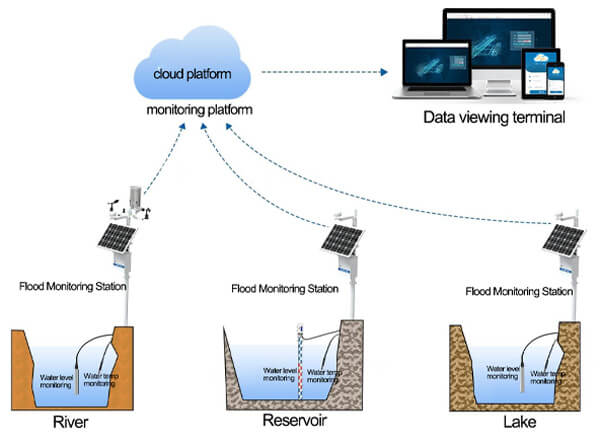 cloud platform
monitoring platform
Data viewing terminal
Flood Monitoring Station
Flood Monitoring Station
Flood Monitoring Station
Water level
monitoring
Water temp
monitoring
Water level
monitoring
Water temp
monitoring
Water level
monitoring
Water temp
monitoring
River
Reservoir
Lake